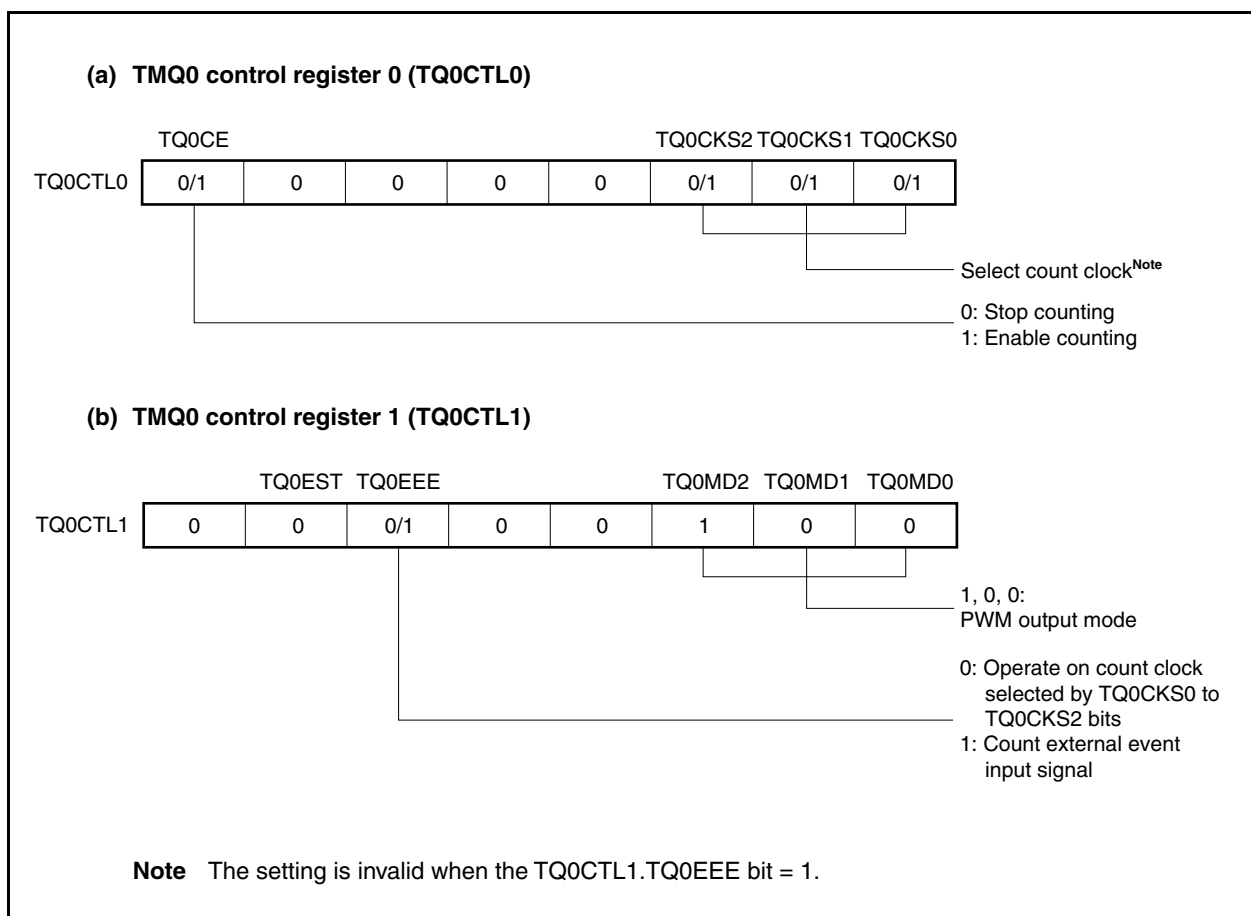 (a) TMQ0 control register 0 (TQ0CTL0)
TQ0CE TQ0CKS2 TQ0CKS1 TQ0CKS0
TQ0CTL0 0/1 0 0 0 0 0/1 0/1 0/1
Select count clockNote
0: Stop counting
1: Enable counting
(b) TMQ0 control register 1 (TQ0CTL1)
TQ0EST TQ0EEE TQ0MD2 TQ0MD1 TQ0MD0
TQ0CTL1 0 0 0/1 0 0 1 0 0
1, 0, 0:
PWM output mode
0: Operate on count clock
selected by TQ0CKS0 to
TQ0CKS2 bits
1: Count external event
input signal
Note The setting is invalid when the TQ0CTL1.TQ0EEE bit = 1.